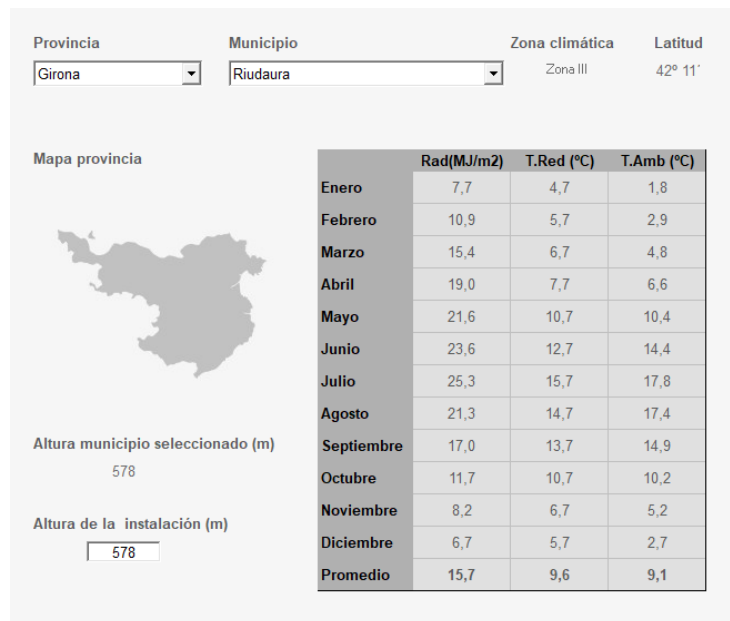 Provincia Municipio Zona climática Latitud
Girona Riudaura Zona III 42º 11´
Mapa provincia
Rad(MJ/m2) T.Red (ºC) T.Amb (ºC)
Enero 7,7 4,7 1,8
Febrero 10,9 5,7 2,9
Marzo 15,4 6,7 4,8
Abril 19,0 7,7 6,6
Mayo 21,6 10,7 10,4
Junio 23,6 12,7 14,4
Julio 25,3 15,7 17,8
Agosto 21,3 14,7 17,4
Septiembre 17,0 13,7 14,9
Octubre 11,7 10,7 10,2
Noviembre 8,2 6,7 5,2
Diciembre 6,7 5,7 2,7
Promedio 15,7 9,6 9,1
Altura municipio seleccionado (m)
578
Altura de la instalación (m)
578